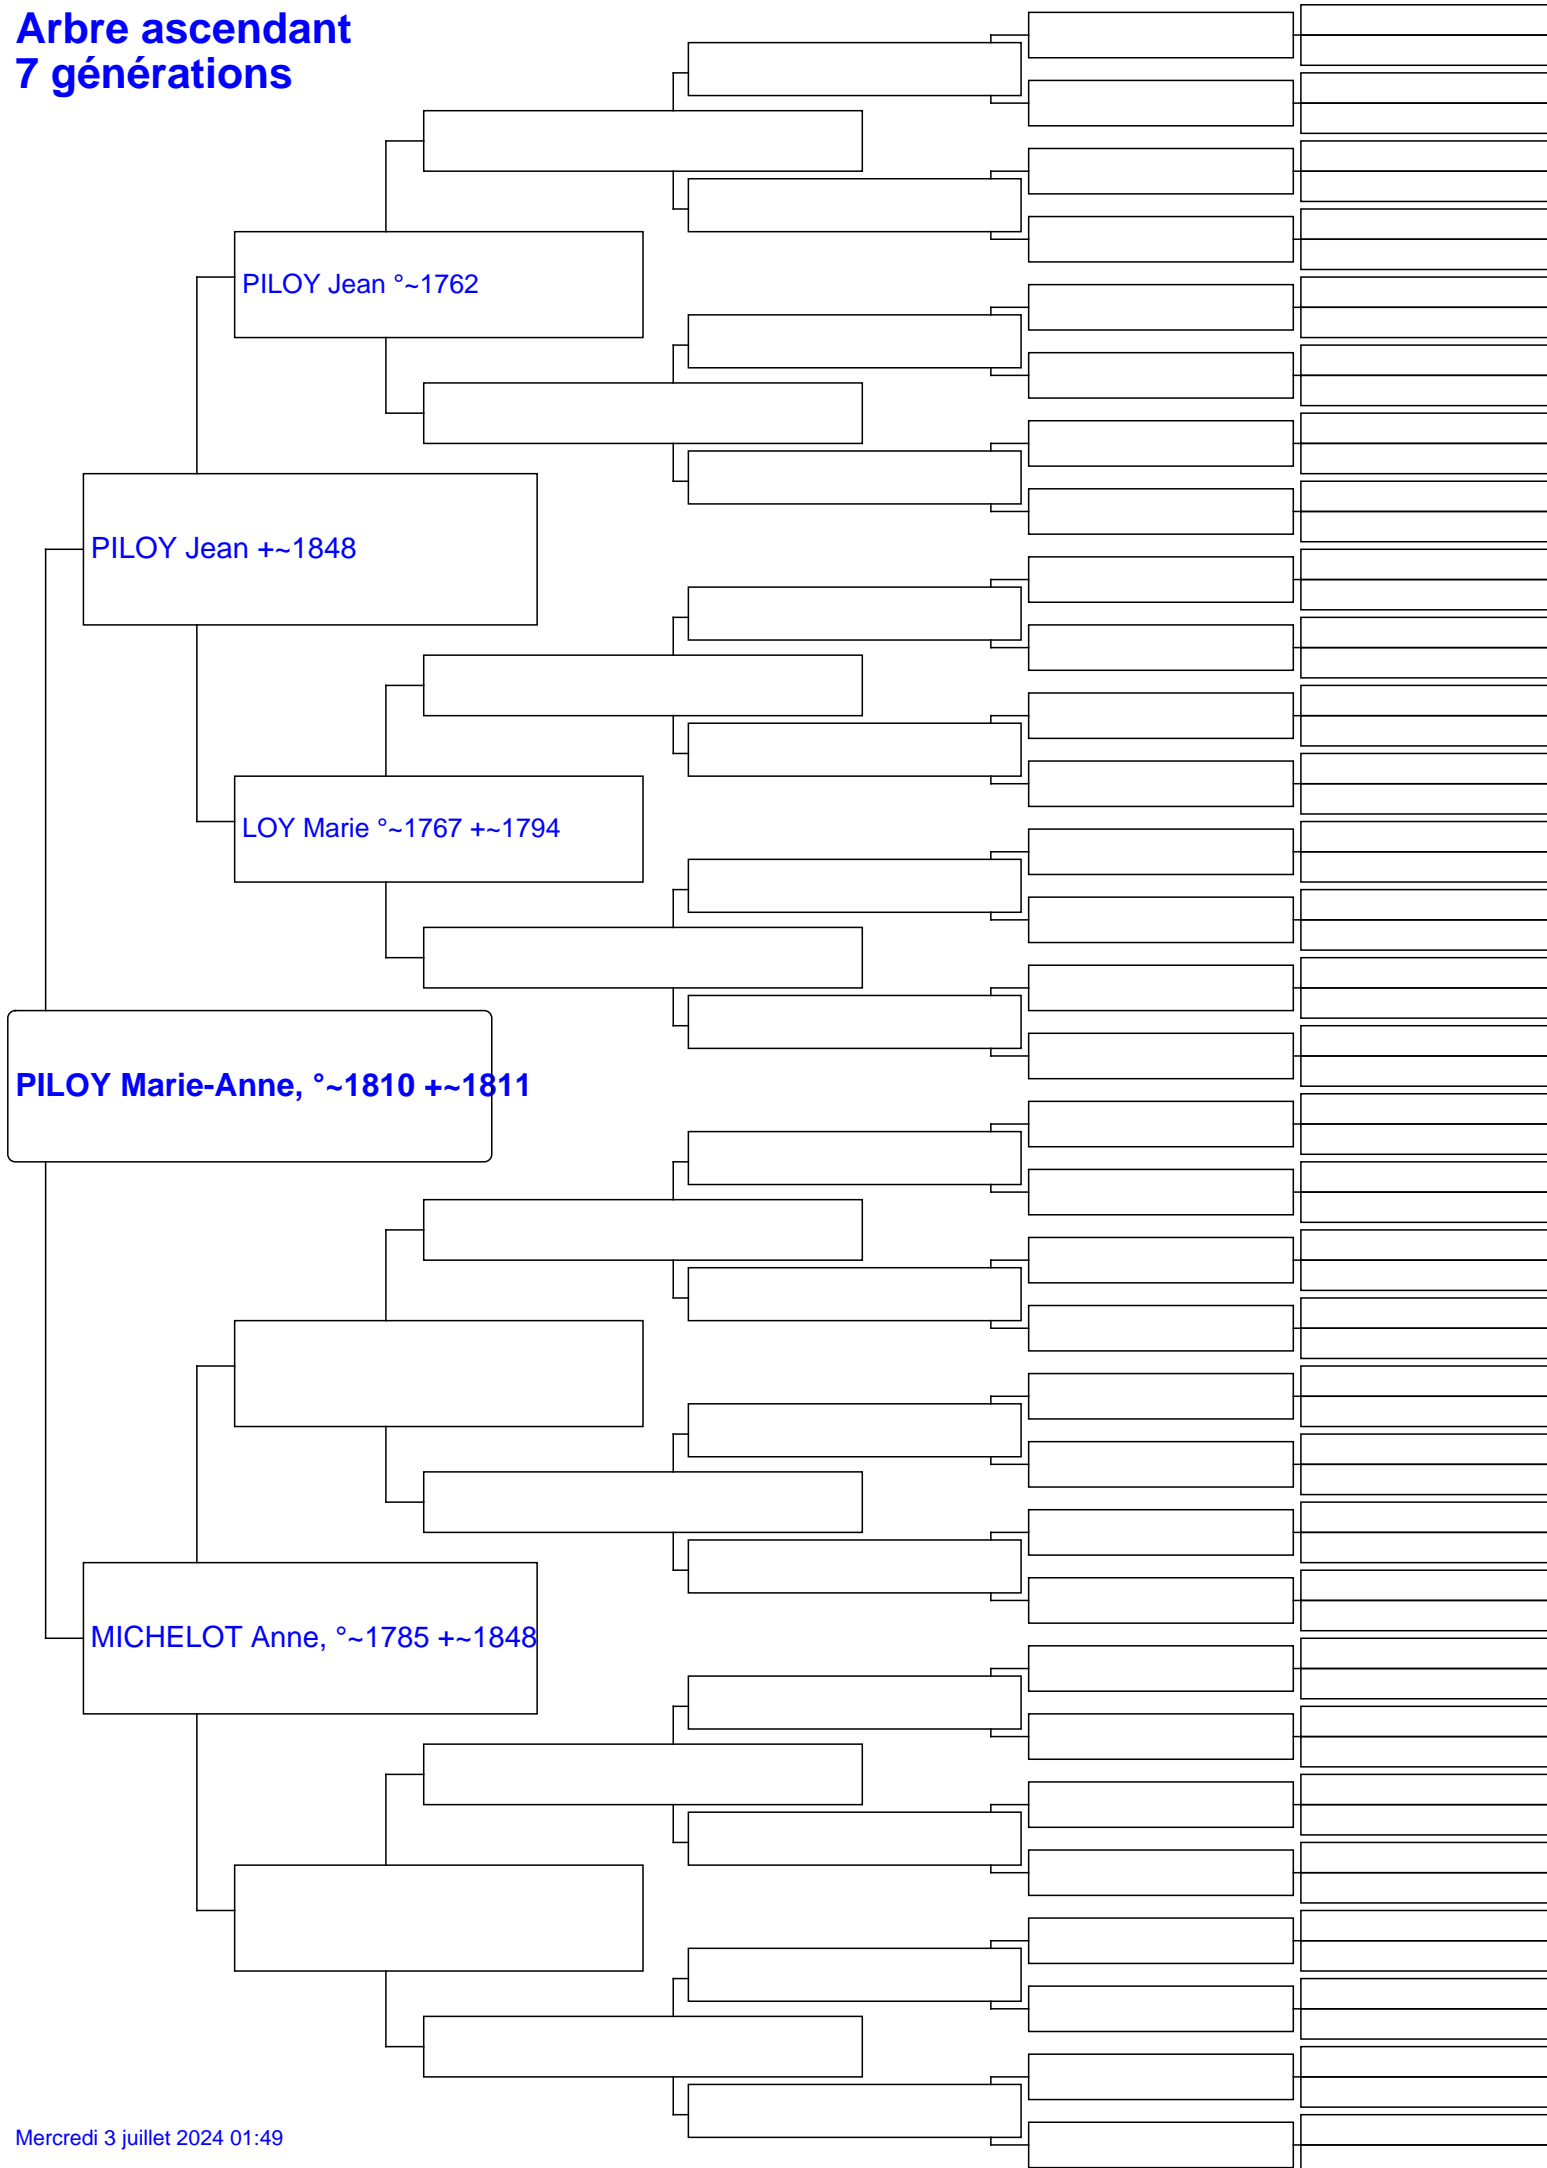 Arbre ascendant
7 générations
PILOY Jean °~1762
PILOY Jean +~1848
LOY Marie °~1767 +~1794
PILOY Marie-Anne, °~1810 +~1811
MICHELOT Anne, °~1785 +~1848
Mercredi 3 juillet 2024 01:49